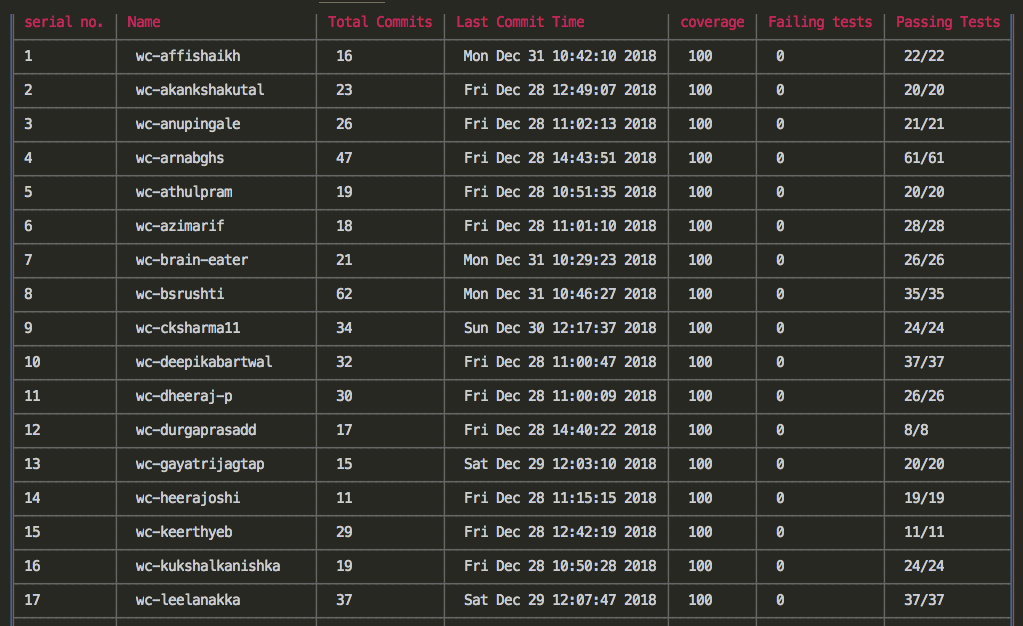 serial no. Name Total Commits Last Commit Time coverage Failing tests Passing Tests
1 wc-affishaikh 16 Mon Dec 31 10:42:10 2018 100 0 22/22
2 wc-akankshakutal 23 Fri Dec 28 12:49:07 2018 100 0 20/20
3 wc-anupingale 26 Fri Dec 28 11:02:13 2018 100 0 21/21
4 wc-arnabghs 47 Fri Dec 28 14:43:51 2018 100 0 61/61
5 wc-athulpram 19 Fri Dec 28 10:51:35 2018 100 0 20/20
6 wc-azimarif 18 Fri Dec 28 11:01:10 2018 100 0 28/28
7 wc-brain-eater 21 Mon Dec 31 10:29:23 2018 100 0 26/26
8 wc-bsrushti 62 Mon Dec 31 10:46:27 2018 100 0 35/35
9 wc-cksharma11 34 Sun Dec 30 12:17:37 2018 100 0 24/24
10 wc-deepikabartwal 32 Fri Dec 28 11:00:47 2018 100 0 37/37
11 wc-dheeraj-p 30 Fri Dec 28 11:00:09 2018 100 0 26/26
12 wc-durgaprasadd 17 Fri Dec 28 14:40:22 2018 100 0 8/8
13 wc-gayatrijagtap 15 Sat Dec 29 12:03:10 2018 100 0 20/20
14 wc-heerajoshi 11 Fri Dec 28 11:15:15 2018 100 0 19/19
15 wc-keerthyeb 29 Fri Dec 28 12:42:19 2018 100 0 11/11
16 wc-kukshalkanishka 19 Fri Dec 28 10:50:28 2018 100 0 24/24
17 wc-leelanakka 37 Sat Dec 29 12:07:47 2018 100 0 37/37